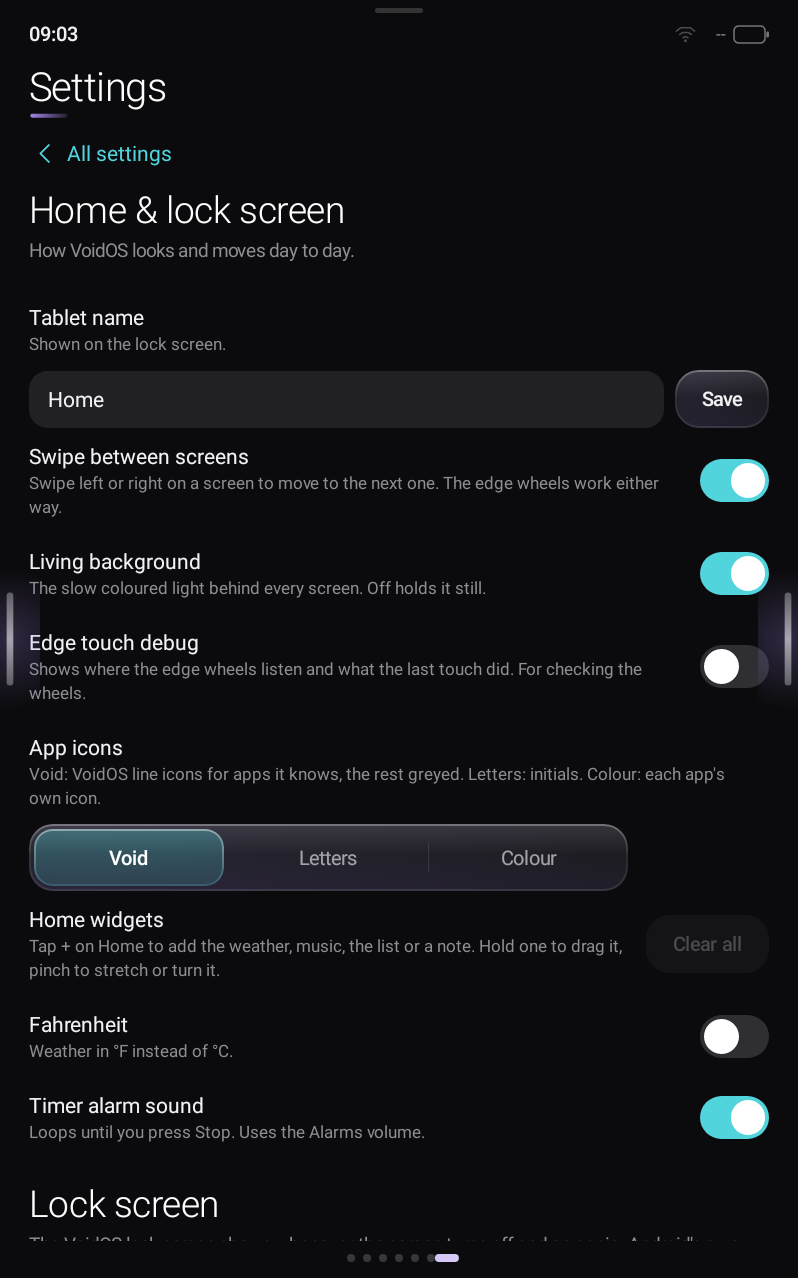 09:03
--
Settings
All settings
Home & lock screen
How VoidOS looks and moves day to day.
Tablet name
Shown on the lock screen.
Home
Save
Swipe between screens
Swipe left or right on a screen to move to the next one. The edge wheels work either
way.
Living background
The slow coloured light behind every screen. Off holds it still.
Edge touch debug
Shows where the edge wheels listen and what the last touch did. For checking the
wheels.
App icons
Void: VoidOS line icons for apps it knows, the rest greyed. Letters: initials. Colour: each app's
own icon.
Void
Letters
Colour
Home widgets
Tap + on Home to add the weather, music, the list or a note. Hold one to drag it,
pinch to stretch or turn it.
Clear all
Fahrenheit
Weather in °F instead of °C.
Timer alarm sound
Loops until you press Stop. Uses the Alarms volume.
Lock screen